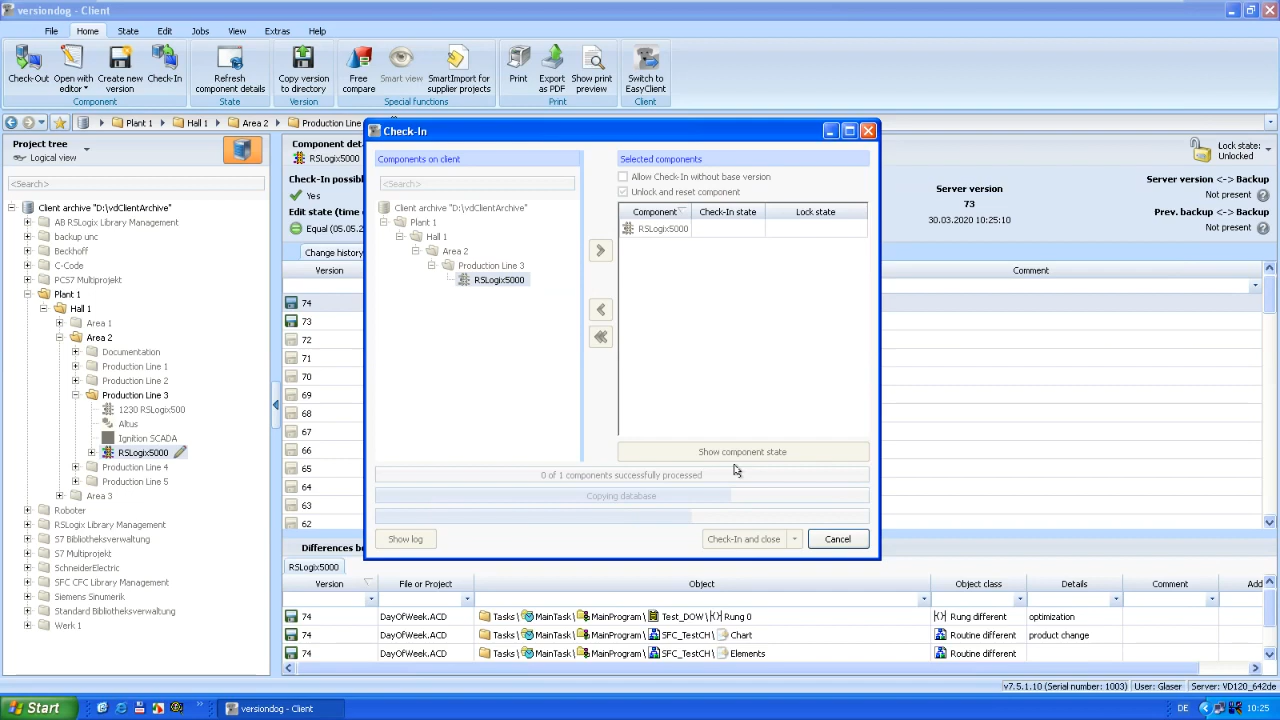 versiondog - Client
File Home State Edit Jobs View Extras Help
Check-Out Open with editor Create new version Check-In Refresh component details Copy version to directory Free compare Smart view SmartImport for supplier projects Print Export as PDF Show print preview Switch to EasyClient
Component State Version Special functions Print Client
Plant 1 Hall 1 Area 2 Production Line
Project tree
Logical view
<Search>
Client archive "D:\vdClientArchive"
AB RSLogix Library Management
backup unc
Beckhoff
C-Code
PCS7 Multiprojekt
Plant 1
Hall 1
Area 1
Area 2
Documentation
Production Line 1
Production Line 2
Production Line 3
1230 RSLogix500
Altus
Ignition SCADA
RSLogix5000
Production Line 4
Production Line 5
Area 3
Roboter
RSLogix Library Management
S7 Bibliotheksverwaltung
S7 Multiprojekt
SchneiderElectric
SFC CFC Library Management
Siemens Sinumerik
Standard Bibliotheksverwaltung
Werk 1
Component det
RSLogix5000
Check-In possibl
Yes
Edit state (time o
Equal (05.05.2
Lock state:
Unlocked
Server version
73
30.03.2020 10:25:10
Server version <-> Backup
Not present
Prev. backup <-> Backup
Not present
Change history
Version
Comment
74
73
72
71
70
69
68
67
66
65
64
63
62
Check-In
Components on client
<Search>
Client archive "D:\vdClientArchive"
Plant 1
Hall 1
Area 2
Production Line 3
RSLogix5000
Selected components
Allow Check-In without base version
Unlock and reset component
Component Check-In state Lock state
RSLogix5000
Show component state
0 of 1 components successfully processed
Copying database
Show log Check-In and close Cancel
Differences be
RSLogix5000
Version File or Project Object Object class Details Comment Add
74 DayOfWeek.ACD Tasks\ MainTask\ MainProgram\ Test_DOW\ Rung 0 Rung different optimization
74 DayOfWeek.ACD Tasks\ MainTask\ MainProgram\ SFC_TestCH\ Chart Routine different product change
74 DayOfWeek.ACD Tasks\ MainTask\ MainProgram\ SFC_TestCH\ Elements Routine different
v7.5.1.10 (Serial number: 1003) User: Glaser Server: VD120_642de
Start versiondog - Client DE 10:25